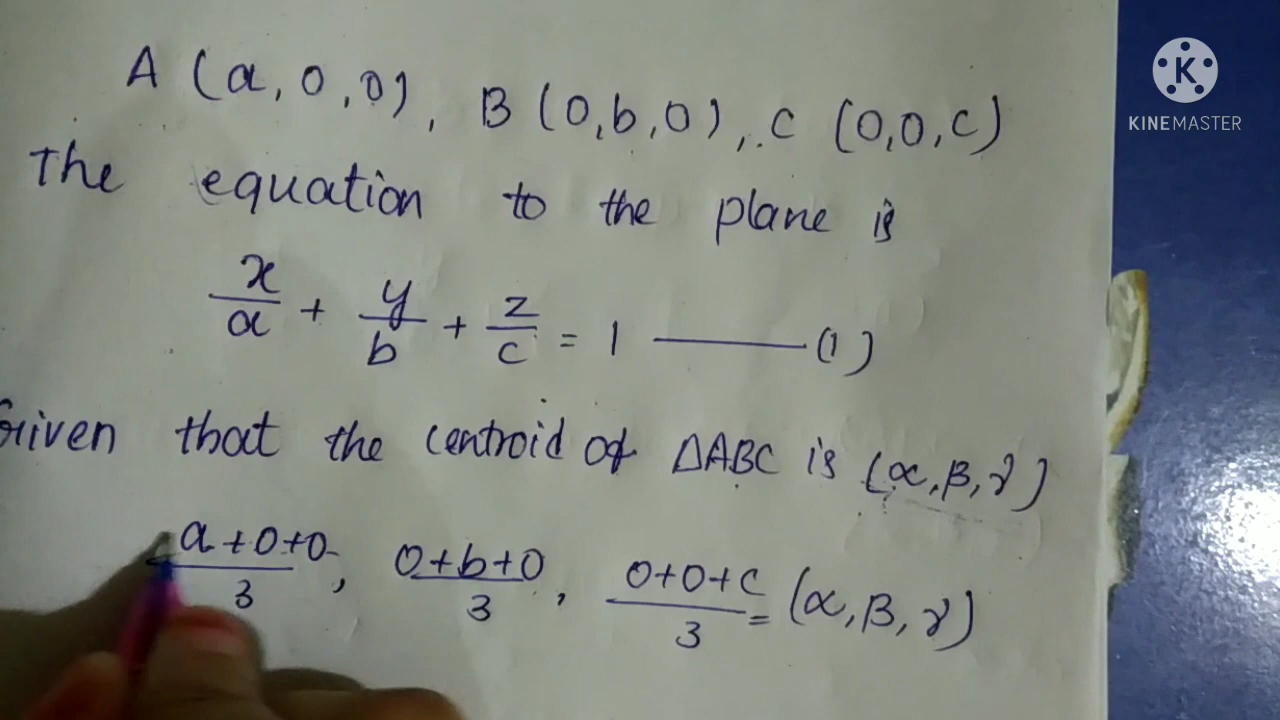 A (a, 0, 0), B (0, b, 0), C (0, 0, c)
The equation to the plane is
x/a + y/b + z/c = 1 ——— (1)
Given that the centroid of ΔABC is (α, β, γ)
a+0+0/3, 0+b+0/3, 0+0+c/3 = (α, β, γ)
K
KINEMASTER